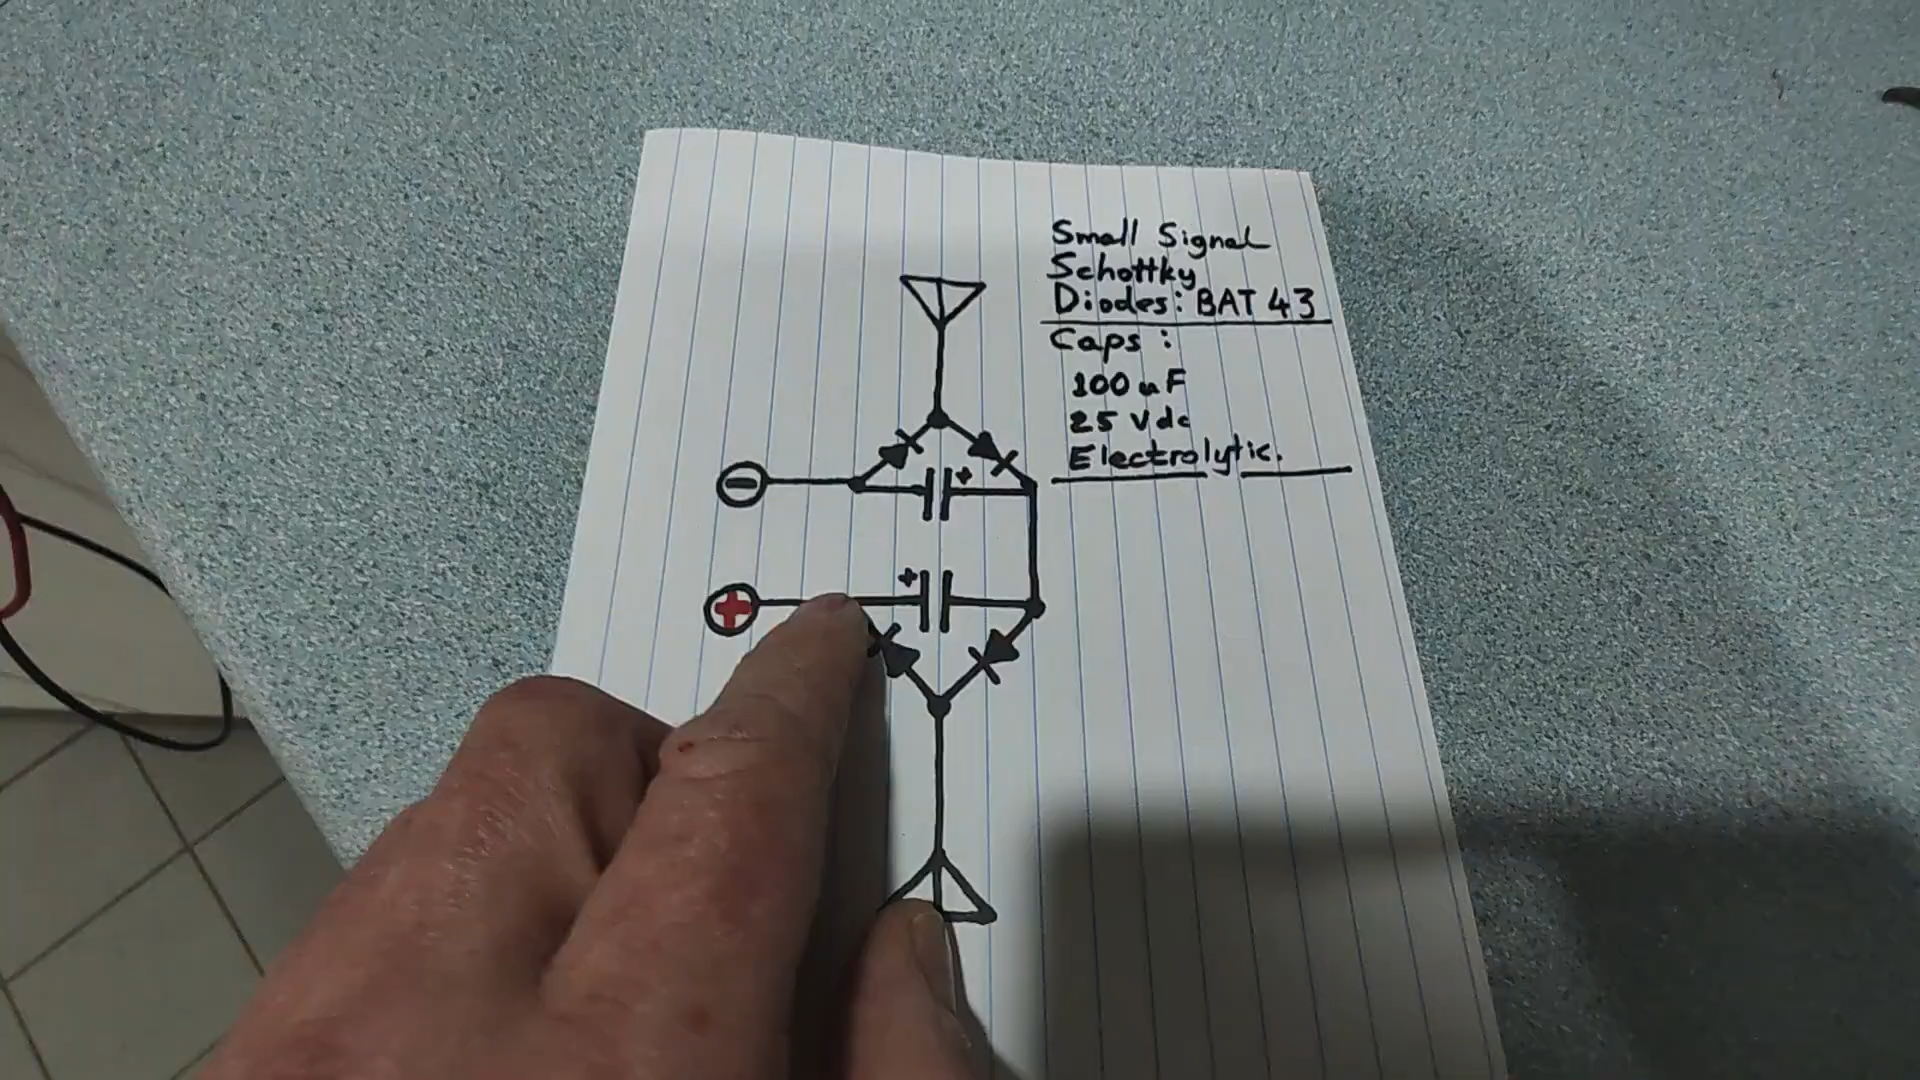 Small Signal
Schottky
Diodes: BAT 43
Caps:
100 uF
25 Vdc
Electrolytic.
+
-
+
+